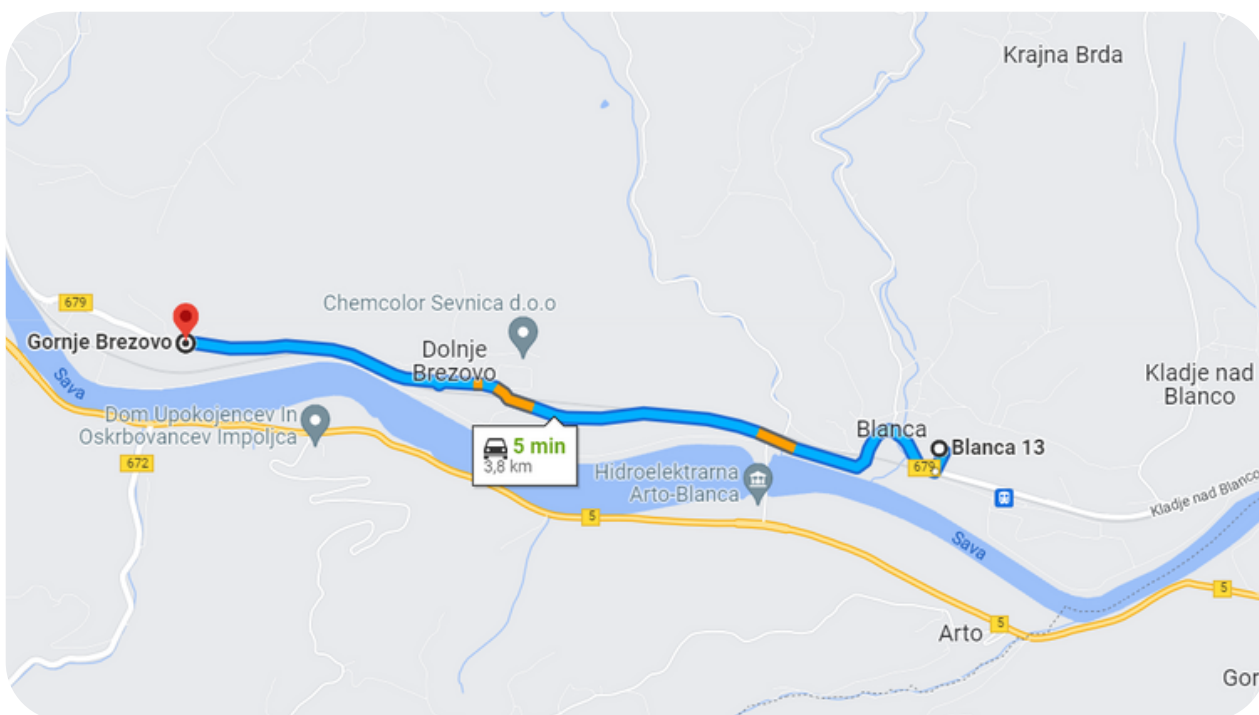 Krajna Brda
679
Chemcolor Sevnica d.o.o
Gornje Brezovo
Dolnje
Brezovo
Sava
Kladje nad
Blanco
Dom Upokojencev In
Oskrbovancev Impoljca
672
5 min
3,8 km
Blanca
Blanca 13
679
Hidroelektrarna
Arto-Blanca
Kladje nad Blanco
5
Sava
5
Arto
5
Gor